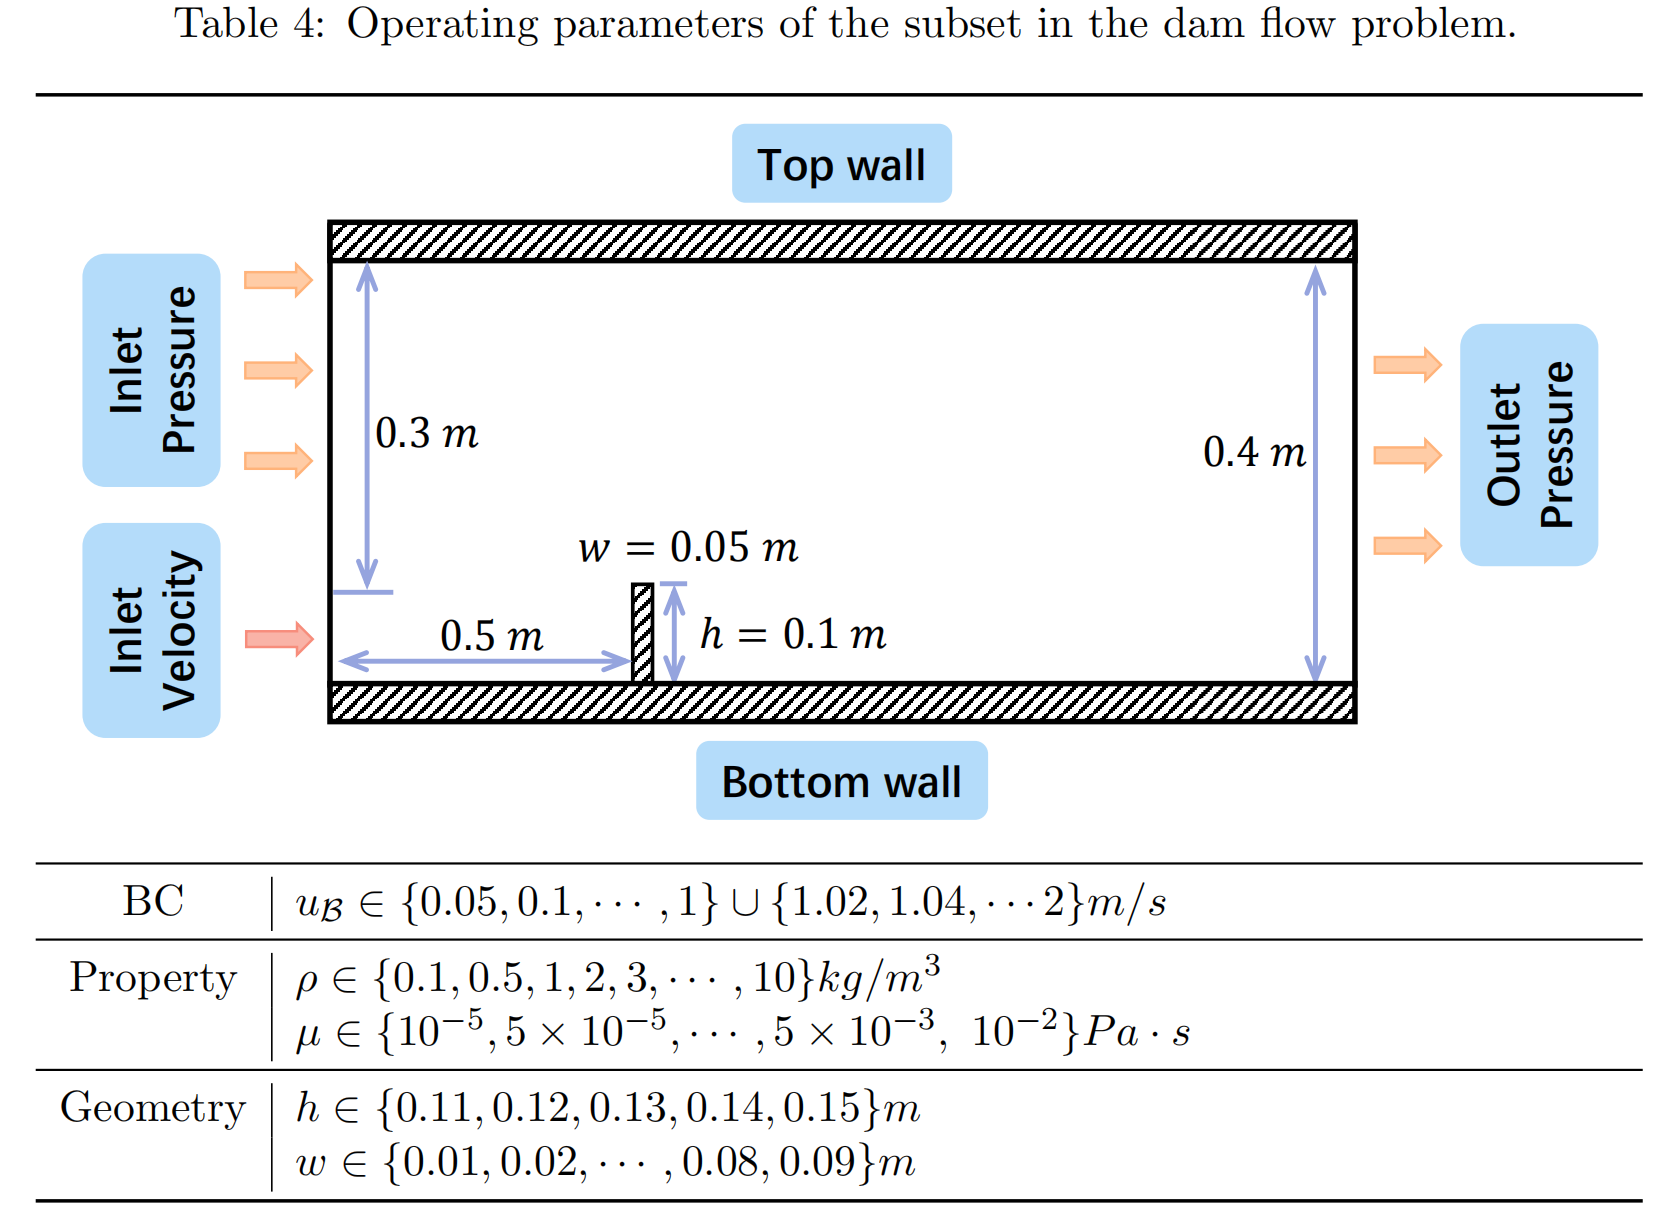 Table 4: Operating parameters of the subset in the dam flow problem.
Top wall
Inlet
Pressure
0.3 m
0.4 m
Outlet
Pressure
w = 0.05 m
Inlet
Velocity
0.5 m
h = 0.1 m
Bottom wall
BC u_ℬ ∈ {0.05, 0.1, ⋯ , 1} ∪ {1.02, 1.04, ⋯ 2}m/s
Property ρ ∈ {0.1, 0.5, 1, 2, 3, ⋯ , 10}kg/m³
μ ∈ {10⁻⁵, 5 × 10⁻⁵, ⋯ , 5 × 10⁻³, 10⁻²}Pa · s
Geometry h ∈ {0.11, 0.12, 0.13, 0.14, 0.15}m
w ∈ {0.01, 0.02, ⋯ , 0.08, 0.09}m